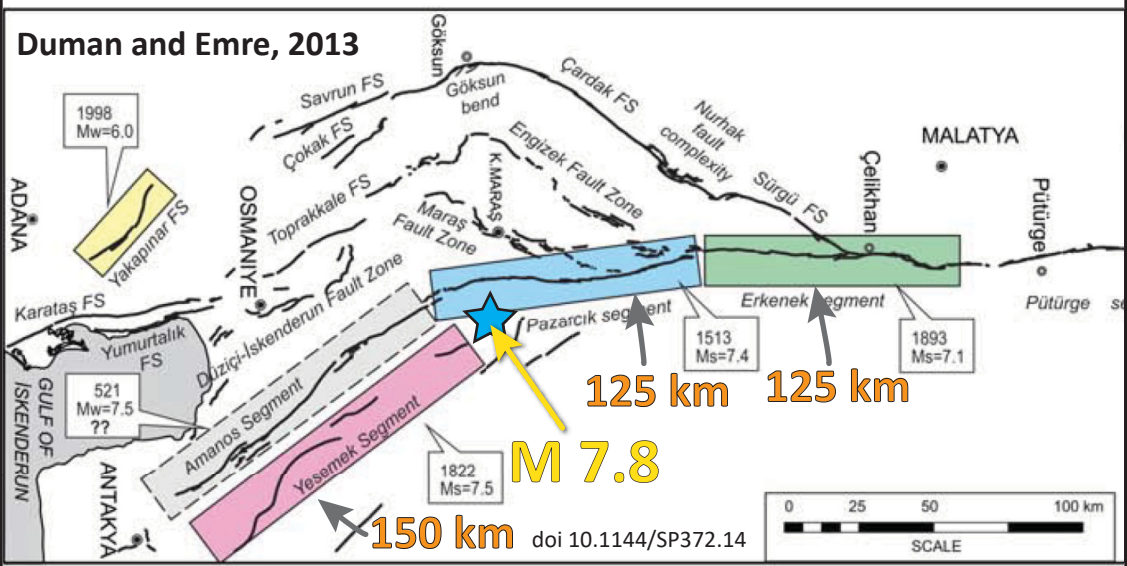 Duman and Emre, 2013
Göksun
Göksun
bend
Savrun FS
Çokak FS
Çardak FS
Nurhak
fault
complexity
MALATYA
1998
Mw=6.0
ADANA
Yakapınar FS
OSMANİYE
Toprakkale FS
K.MARAŞ
Engizek Fault Zone
Maraş
Fault Zone
Sürgü FS
Çelikhan
Pütürge
Karataş FS
Yumurtalık
FS
Düziçi-İskenderun Fault Zone
Pazarcık segment
Erkenek segment
Pütürge se
1513
Ms=7.4
1893
Ms=7.1
125 km
125 km
521
Mw=7.5
??
GULF OF
İSKENDERUN
Amanos Segment
Yesemek Segment
1822
Ms=7.5
M 7.8
ANTAKYA
150 km
doi 10.1144/SP372.14
0 25 50 100 km
SCALE